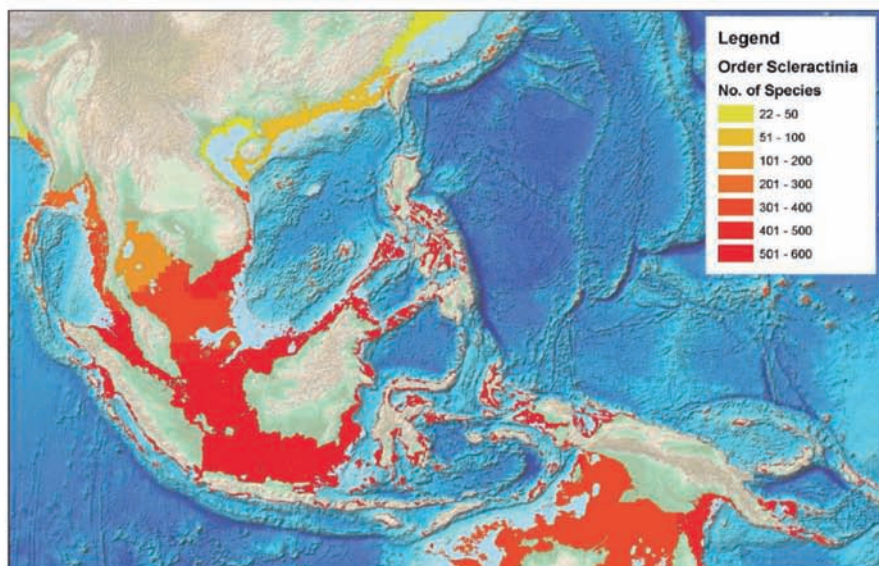 Legend
Order Scleractinia
No. of Species
22 - 50
51 - 100
101 - 200
201 - 300
301 - 400
401 - 500
501 - 600